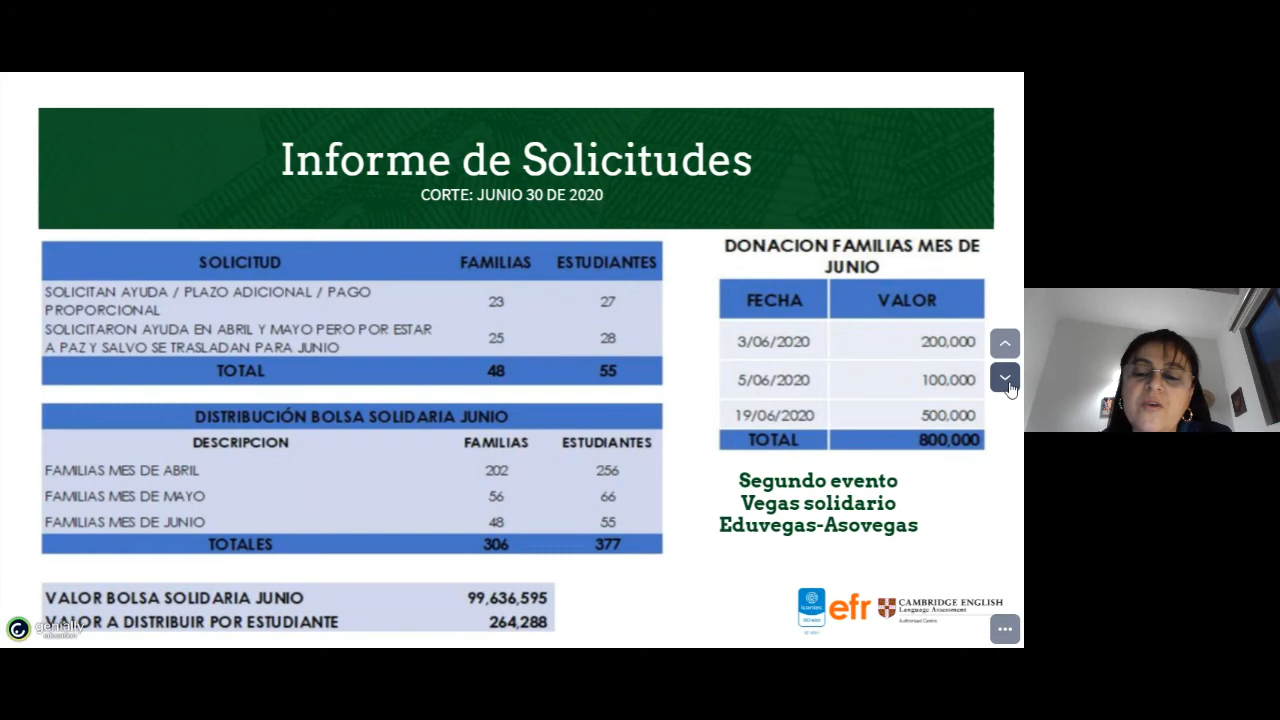 Informe de Solicitudes
CORTE: JUNIO 30 DE 2020
SOLICITUD FAMILIAS ESTUDIANTES
SOLICITAN AYUDA / PLAZO ADICIONAL / PAGO
PROPORCIONAL 23 27
SOLICITARON AYUDA EN ABRIL Y MAYO PERO POR ESTAR
A PAZ Y SALVO SE TRASLADAN PARA JUNIO 25 28
TOTAL 48 55
DISTRIBUCIÓN BOLSA SOLIDARIA JUNIO
DESCRIPCION FAMILIAS ESTUDIANTES
FAMILIAS MES DE ABRIL 202 256
FAMILIAS MES DE MAYO 56 66
FAMILIAS MES DE JUNIO 48 55
TOTALES 306 377
VALOR BOLSA SOLIDARIA JUNIO 99,636,595
VALOR A DISTRIBUIR POR ESTUDIANTE 264,288
DONACION FAMILIAS MES DE
JUNIO
FECHA VALOR
3/06/2020 200,000
5/06/2020 100,000
19/06/2020 500,000
TOTAL 800,000
Segundo evento
Vegas solidario
Eduvegas-Asovegas
genially
education
icontec
ISO 9001
efr
CAMBRIDGE ENGLISH
Language Assessment
Authorised Centre